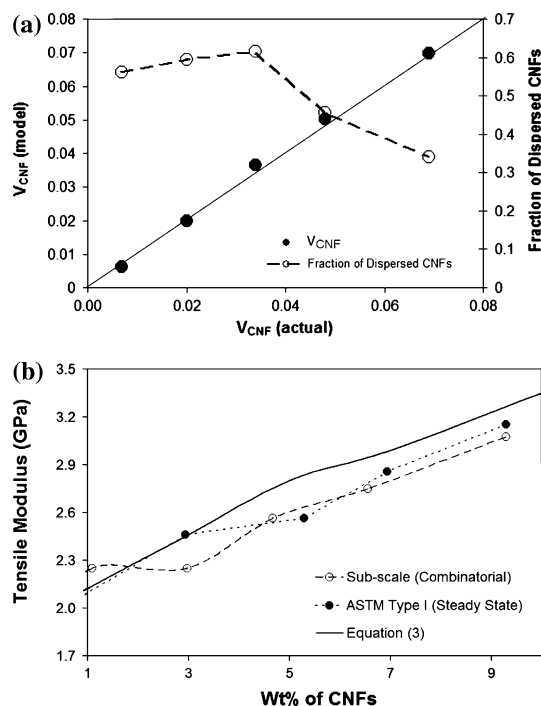 (a)
0.08
0.07
0.06
0.05
0.04
0.03
0.02
0.01
0
V_CNF (model)
0.7
0.6
0.5
0.4
0.3
0.2
0.1
0
Fraction of Dispersed CNFs
V_CNF
Fraction of Dispersed CNFs
0.00 0.02 0.04 0.06 0.08
V_CNF (actual)
(b)
3.5
3.2
2.9
2.6
2.3
2.0
1.7
Tensile Modulus (GPa)
Sub-scale (Combinatorial)
ASTM Type I (Steady State)
Equation (3)
1 3 5 7 9
Wt% of CNFs